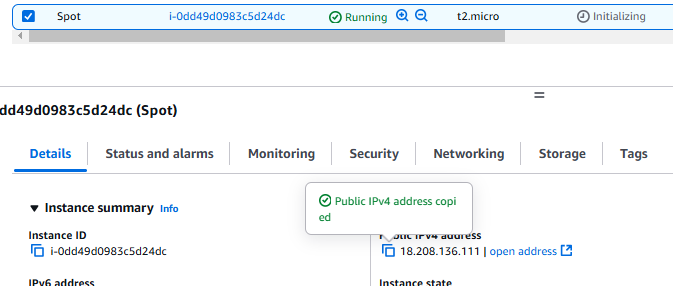 Spot i-0dd49d0983c5d24dc Running t2.micro Initializing
dd49d0983c5d24dc (Spot)
Details Status and alarms Monitoring Security Networking Storage Tags
Public IPv4 address copi
ed
Instance summary Info
Instance ID Public IPv4 address
i-0dd49d0983c5d24dc 18.208.136.111 | open address
IPv6 address Instance state